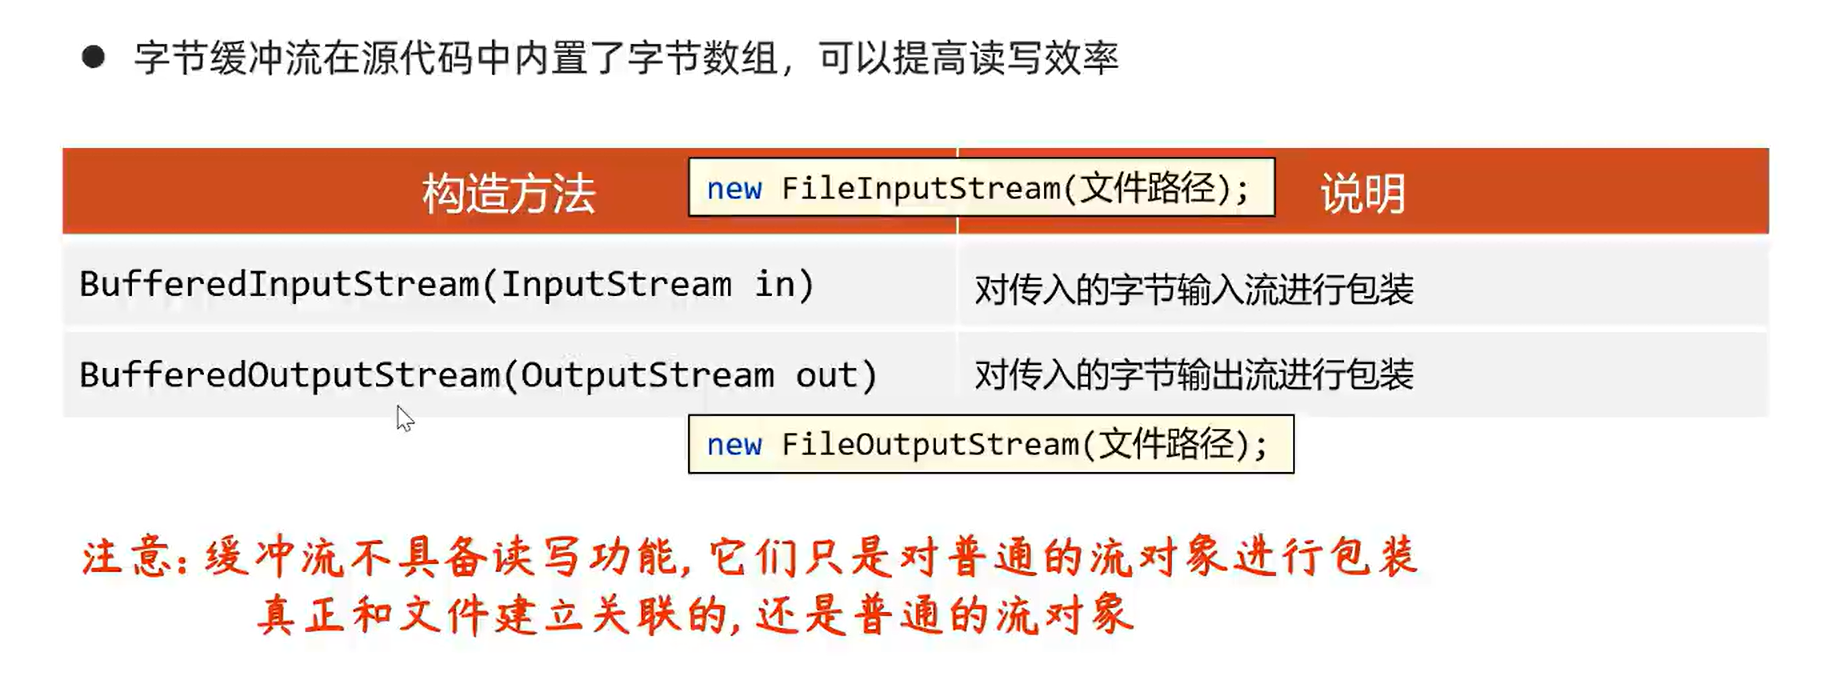 ● 字节缓冲流在源代码中内置了字节数组，可以提高读写效率
构造方法
new FileInputStream(文件路径);
说明
BufferedInputStream(InputStream in)
对传入的字节输入流进行包装
BufferedOutputStream(OutputStream out)
对传入的字节输出流进行包装
new FileOutputStream(文件路径);
注意: 缓冲流不具备读写功能, 它们只是对普通的流对象进行包装
真正和文件建立关联的, 还是普通的流对象